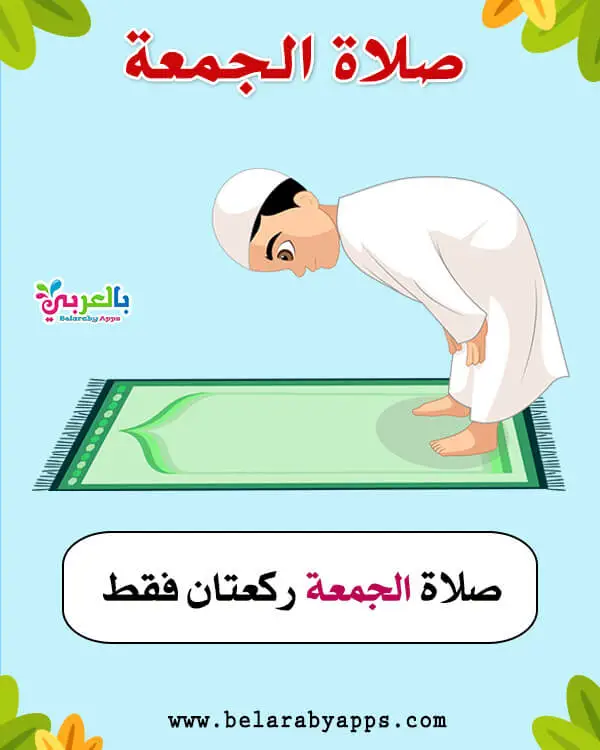 صلاة الجمعة
بالعربي
Belaraby Apps
صلاة الجمعة ركعتان فقط
www.belarabyapps.com